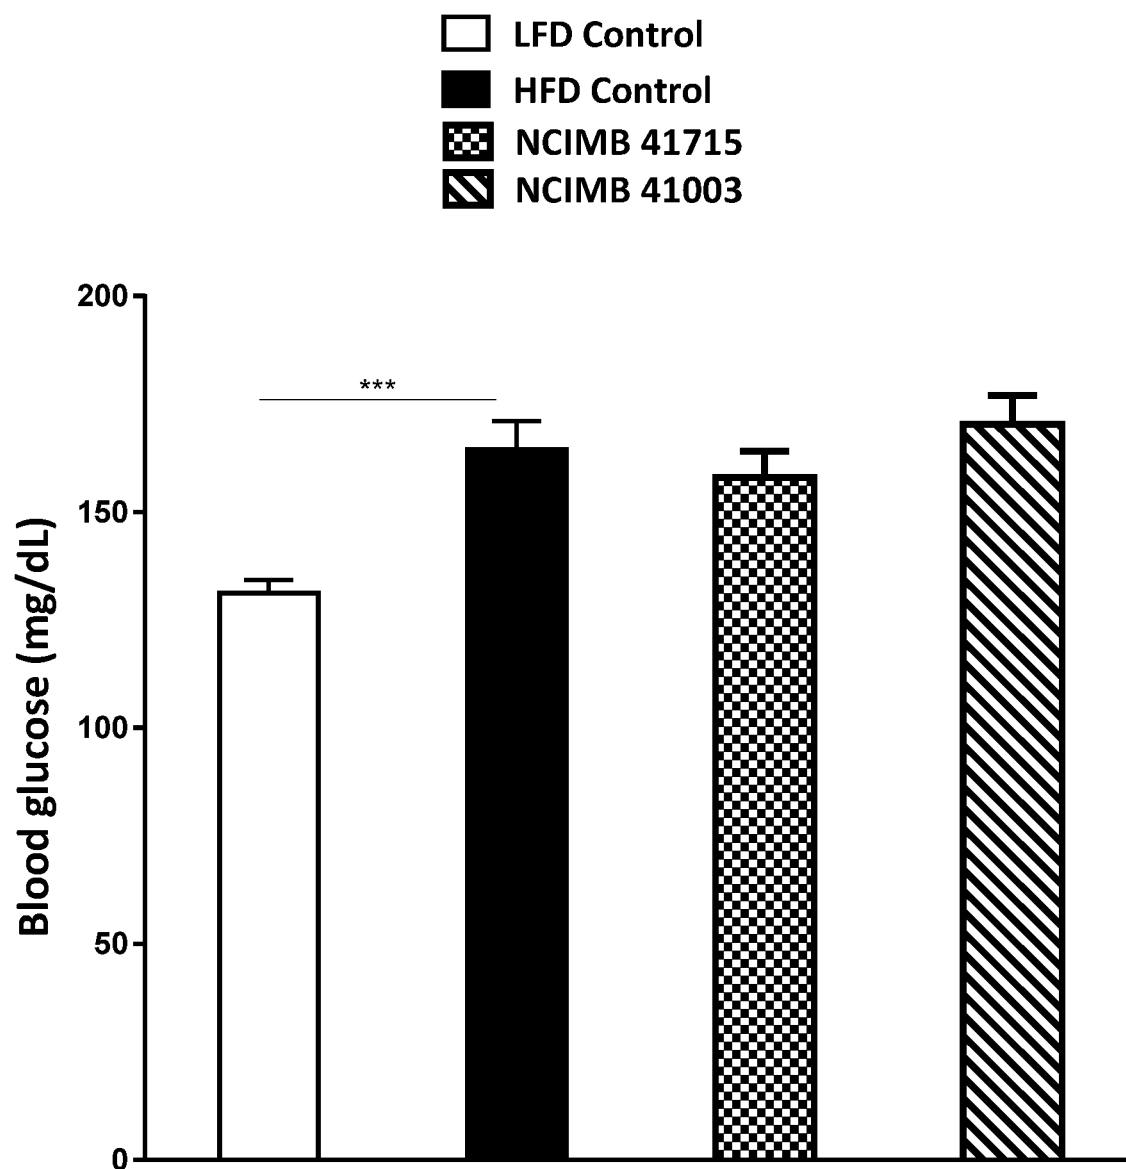 LFD Control
HFD Control
NCIMB 41715
NCIMB 41003
200
***
150
100
50
0
Blood glucose (mg/dL)